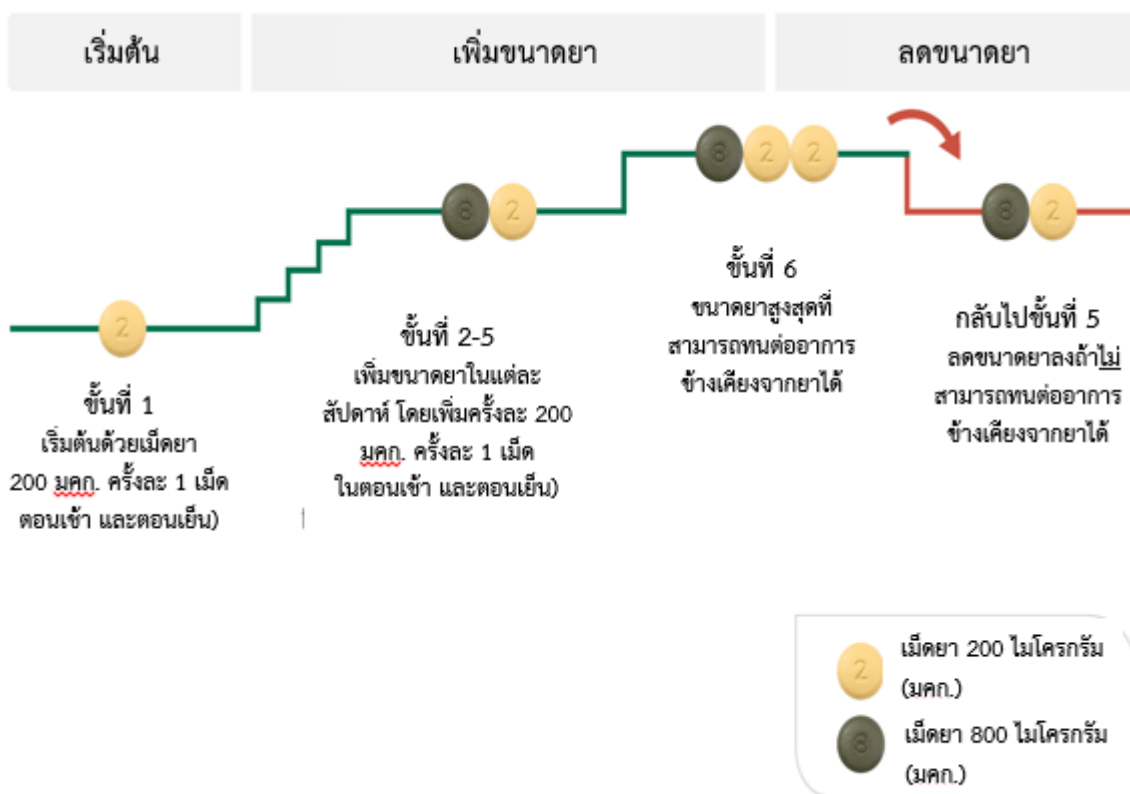 เริ่มต้น
เพิ่มขนาดยา
ลดขนาดยา
2
8 2
8 2 2
8 2
ขั้นที่ 1
เริ่มต้นด้วยเม็ดยา
200 มคก. ครั้งละ 1 เม็ด
ตอนเช้า และตอนเย็น)
ขั้นที่ 2-5
เพิ่มขนาดยาในแต่ละ
สัปดาห์ โดยเพิ่มครั้งละ 200
มคก. ครั้งละ 1 เม็ด
ในตอนเช้า และตอนเย็น)
ขั้นที่ 6
ขนาดยาสูงสุดที่
สามารถทนต่ออาการ
ข้างเคียงจากยาได้
กลับไปขั้นที่ 5
ลดขนาดยาลงถ้าไม่
สามารถทนต่ออาการ
ข้างเคียงจากยาได้
2
เม็ดยา 200 ไมโครกรัม
(มคก.)
8
เม็ดยา 800 ไมโครกรัม
(มคก.)